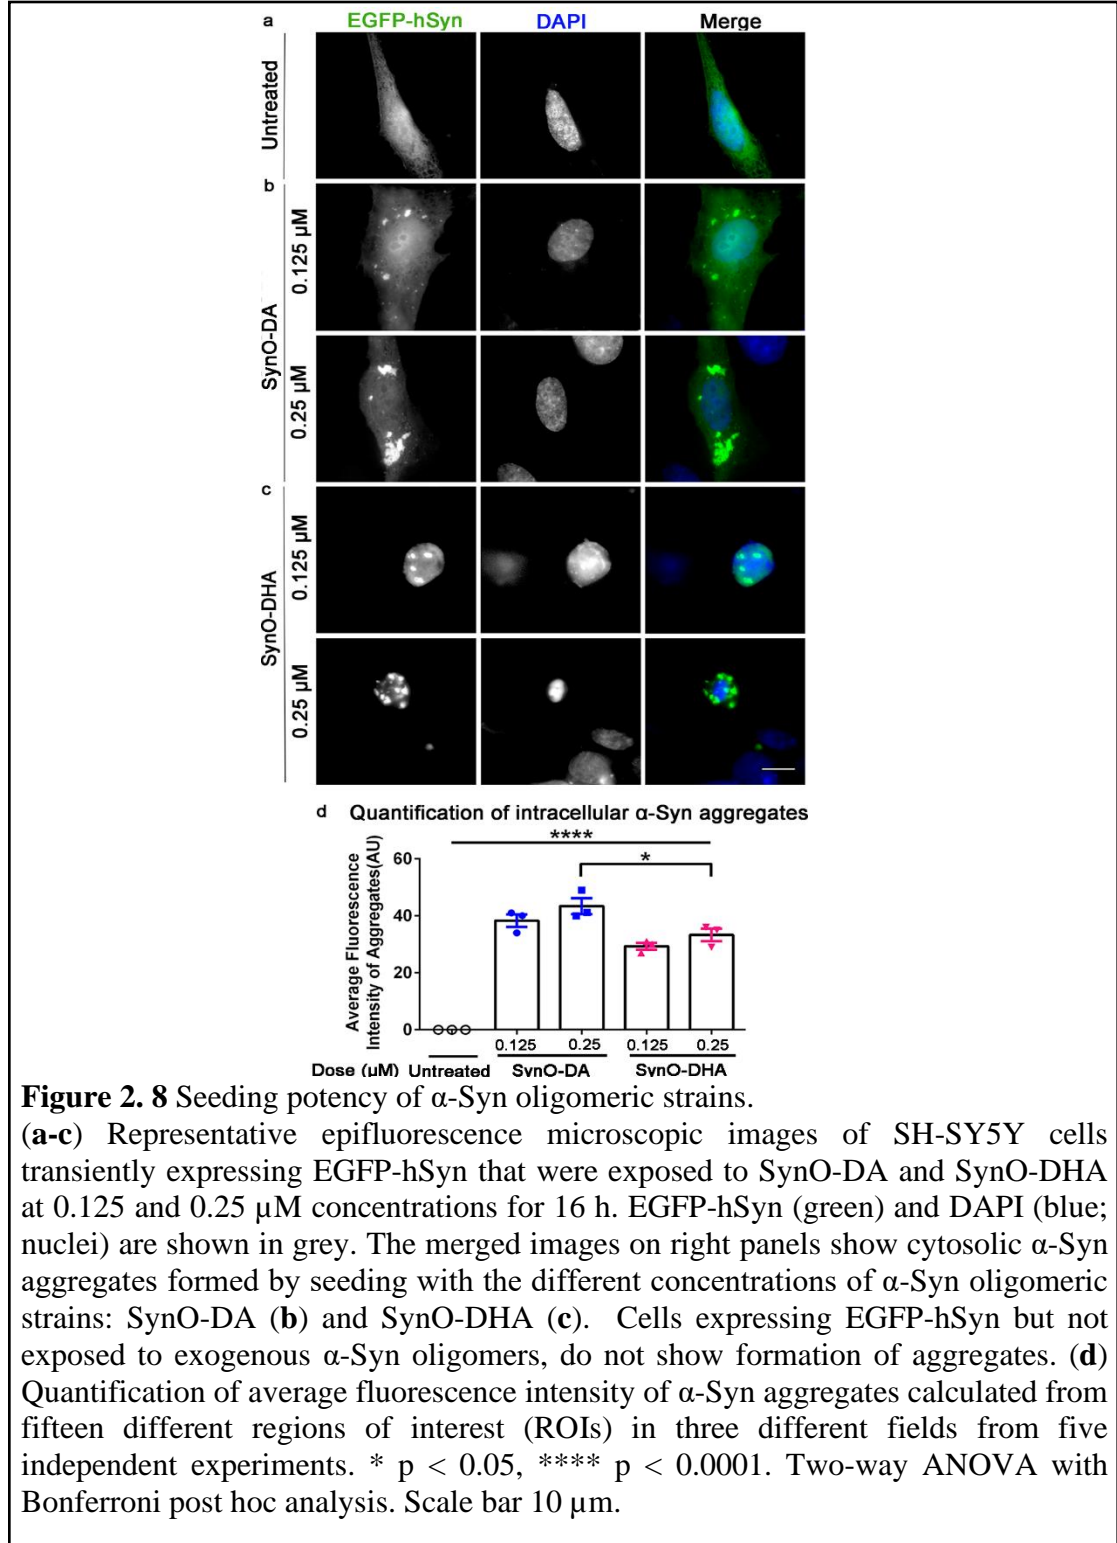 a EGFP-hSyn DAPI Merge
Untreated
b
SynO-DA
0.125 µM
0.25 µM
c
SynO-DHA
0.125 µM
0.25 µM
d Quantification of intracellular α-Syn aggregates
****
*
Average Fluorescence
Intensity of Aggregates(AU)
60
40
20
0
0.125 0.25 0.125 0.25
Dose (µM) Untreated SynO-DA SynO-DHA
Figure 2. 8 Seeding potency of α-Syn oligomeric strains.
(a-c) Representative epifluorescence microscopic images of SH-SY5Y cells
transiently expressing EGFP-hSyn that were exposed to SynO-DA and SynO-DHA
at 0.125 and 0.25 µM concentrations for 16 h. EGFP-hSyn (green) and DAPI (blue;
nuclei) are shown in grey. The merged images on right panels show cytosolic α-Syn
aggregates formed by seeding with the different concentrations of α-Syn oligomeric
strains: SynO-DA (b) and SynO-DHA (c). Cells expressing EGFP-hSyn but not
exposed to exogenous α-Syn oligomers, do not show formation of aggregates. (d)
Quantification of average fluorescence intensity of α-Syn aggregates calculated from
fifteen different regions of interest (ROIs) in three different fields from five
independent experiments. * p < 0.05, **** p < 0.0001. Two-way ANOVA with
Bonferroni post hoc analysis. Scale bar 10 µm.